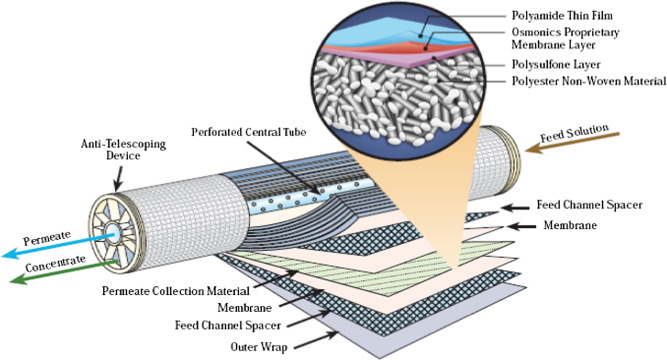 Polyamide Thin Film
Osmonics Proprietary
Membrane Layer
Polysulfone Layer
Polyester Non-Woven Material
Perforated Central Tube
Anti-Telescoping
Device
Feed Solution
Feed Channel Spacer
Membrane
Permeate
Concentrate
Permeate Collection Material
Membrane
Feed Channel Spacer
Outer Wrap